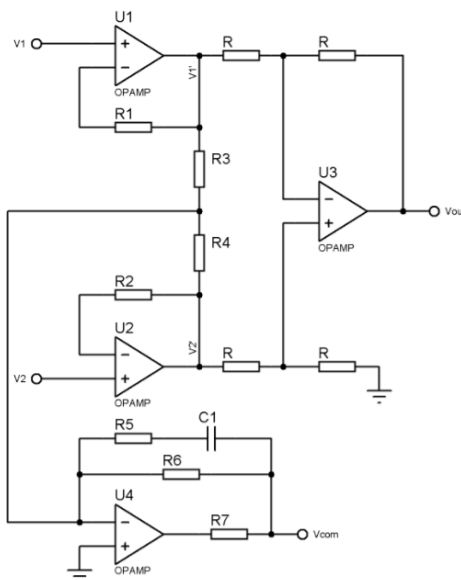 U1
V1
+
−
OPAMP
R
R
V1'
R1
R3
U3
−
+
OPAMP
Vou
R4
R2
U2
−
V2
+
OPAMP
V2'
R
R
R5
C1
R6
U4
−
+
OPAMP
R7
Vcom